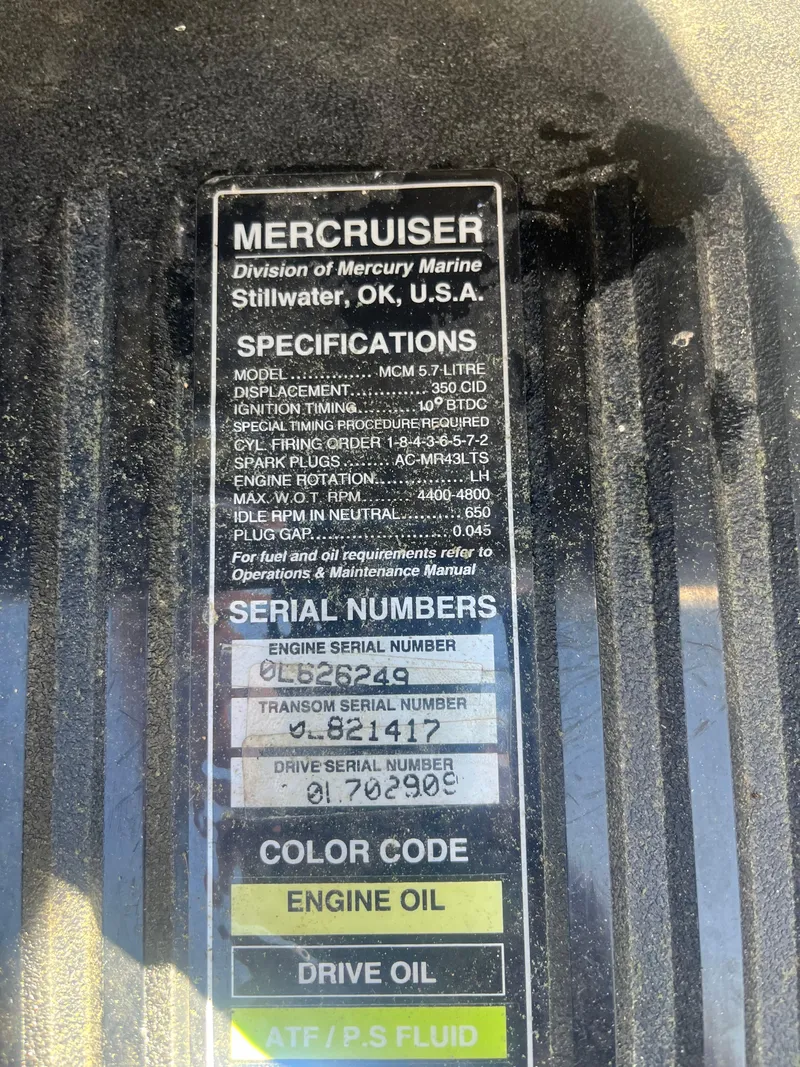 MERCRUISER
Division of Mercury Marine
Stillwater, OK, U.S.A.
SPECIFICATIONS
MODEL.............. MCM 5.7 LITRE
DISPLACEMENT............. 350 CID
IGNITION TIMING.......... 10° BTDC
SPECIAL TIMING PROCEDURE REQUIRED
CYL. FIRING ORDER 1-8-4-3-6-5-7-2
SPARK PLUGS ........ AC-MR43LTS
ENGINE ROTATION............... LH
MAX. W.O.T. RPM........ 4400-4800
IDLE RPM IN NEUTRAL.......... 650
PLUG GAP...................... 0.045
For fuel and oil requirements refer to
Operations & Maintenance Manual
SERIAL NUMBERS
ENGINE SERIAL NUMBER
0L626249
TRANSOM SERIAL NUMBER
0L821417
DRIVE SERIAL NUMBER
0L702909
COLOR CODE
ENGINE OIL
DRIVE OIL
ATF / P.S FLUID